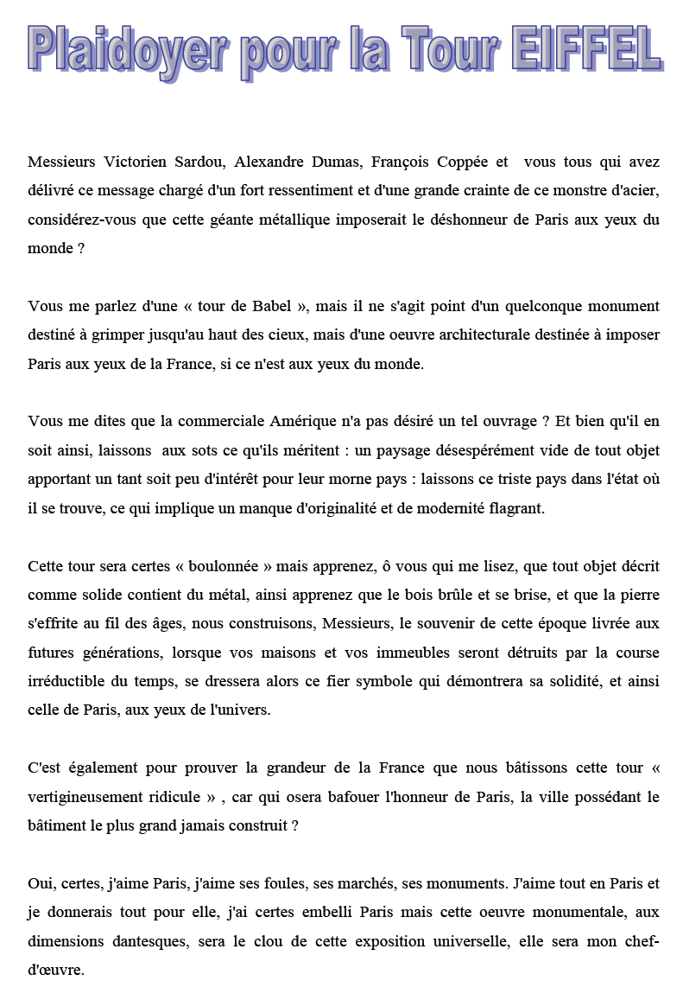 Plaidoyer pour la Tour EIFFEL
Messieurs Victorien Sardou, Alexandre Dumas, François Coppée et  vous tous qui avez
délivré ce message chargé d'un fort ressentiment et d'une grande crainte de ce monstre d'acier,
considérez-vous que cette géante métallique imposerait le déshonneur de Paris aux yeux du
monde ?
Vous me parlez d'une « tour de Babel », mais il ne s'agit point d'un quelconque monument
destiné à grimper jusqu'au haut des cieux, mais d'une oeuvre architecturale destinée à imposer
Paris aux yeux de la France, si ce n'est aux yeux du monde.
Vous me dites que la commerciale Amérique n'a pas désiré un tel ouvrage ? Et bien qu'il en
soit ainsi, laissons  aux sots ce qu'ils méritent : un paysage désespérément vide de tout objet
apportant un tant soit peu d'intérêt pour leur morne pays : laissons ce triste pays dans l'état où
il se trouve, ce qui implique un manque d'originalité et de modernité flagrant.
Cette tour sera certes « boulonnée » mais apprenez, ô vous qui me lisez, que tout objet décrit
comme solide contient du métal, ainsi apprenez que le bois brûle et se brise, et que la pierre
s'effrite au fil des âges, nous construisons, Messieurs, le souvenir de cette époque livrée aux
futures générations, lorsque vos maisons et vos immeubles seront détruits par la course
irréductible du temps, se dressera alors ce fier symbole qui démontrera sa solidité, et ainsi
celle de Paris, aux yeux de l'univers.
C'est également pour prouver la grandeur de la France que nous bâtissons cette tour «
vertigineusement ridicule » , car qui osera bafouer l'honneur de Paris, la ville possédant le
bâtiment le plus grand jamais construit ?
Oui, certes, j'aime Paris, j'aime ses foules, ses marchés, ses monuments. J'aime tout en Paris et
je donnerais tout pour elle, j'ai certes embelli Paris mais cette oeuvre monumentale, aux
dimensions dantesques, sera le clou de cette exposition universelle, elle sera mon chef-
d'œuvre.